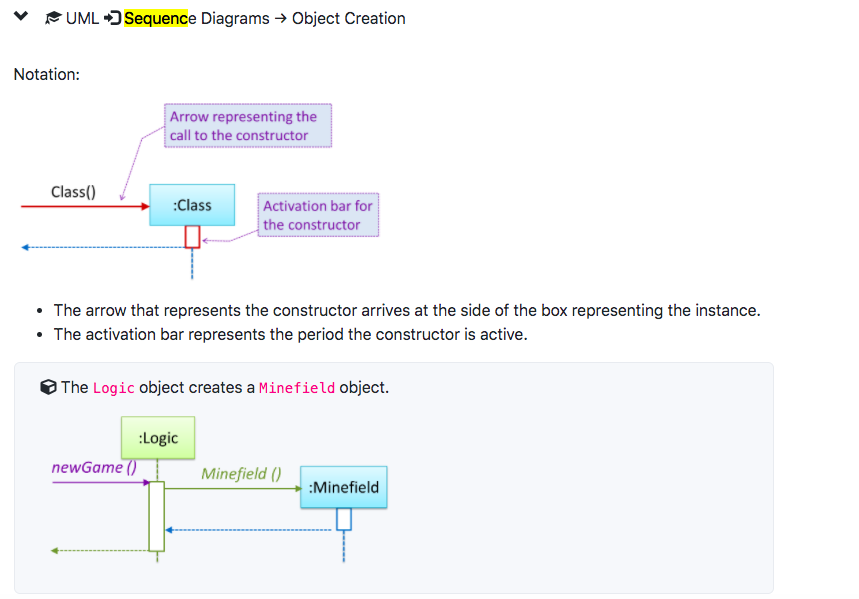 UML Sequence Diagrams → Object Creation
Notation:
Arrow representing the
call to the constructor
Class()
:Class
Activation bar for
the constructor
• The arrow that represents the constructor arrives at the side of the box representing the instance.
• The activation bar represents the period the constructor is active.
The Logic object creates a Minefield object.
:Logic
newGame ()
Minefield ()
:Minefield